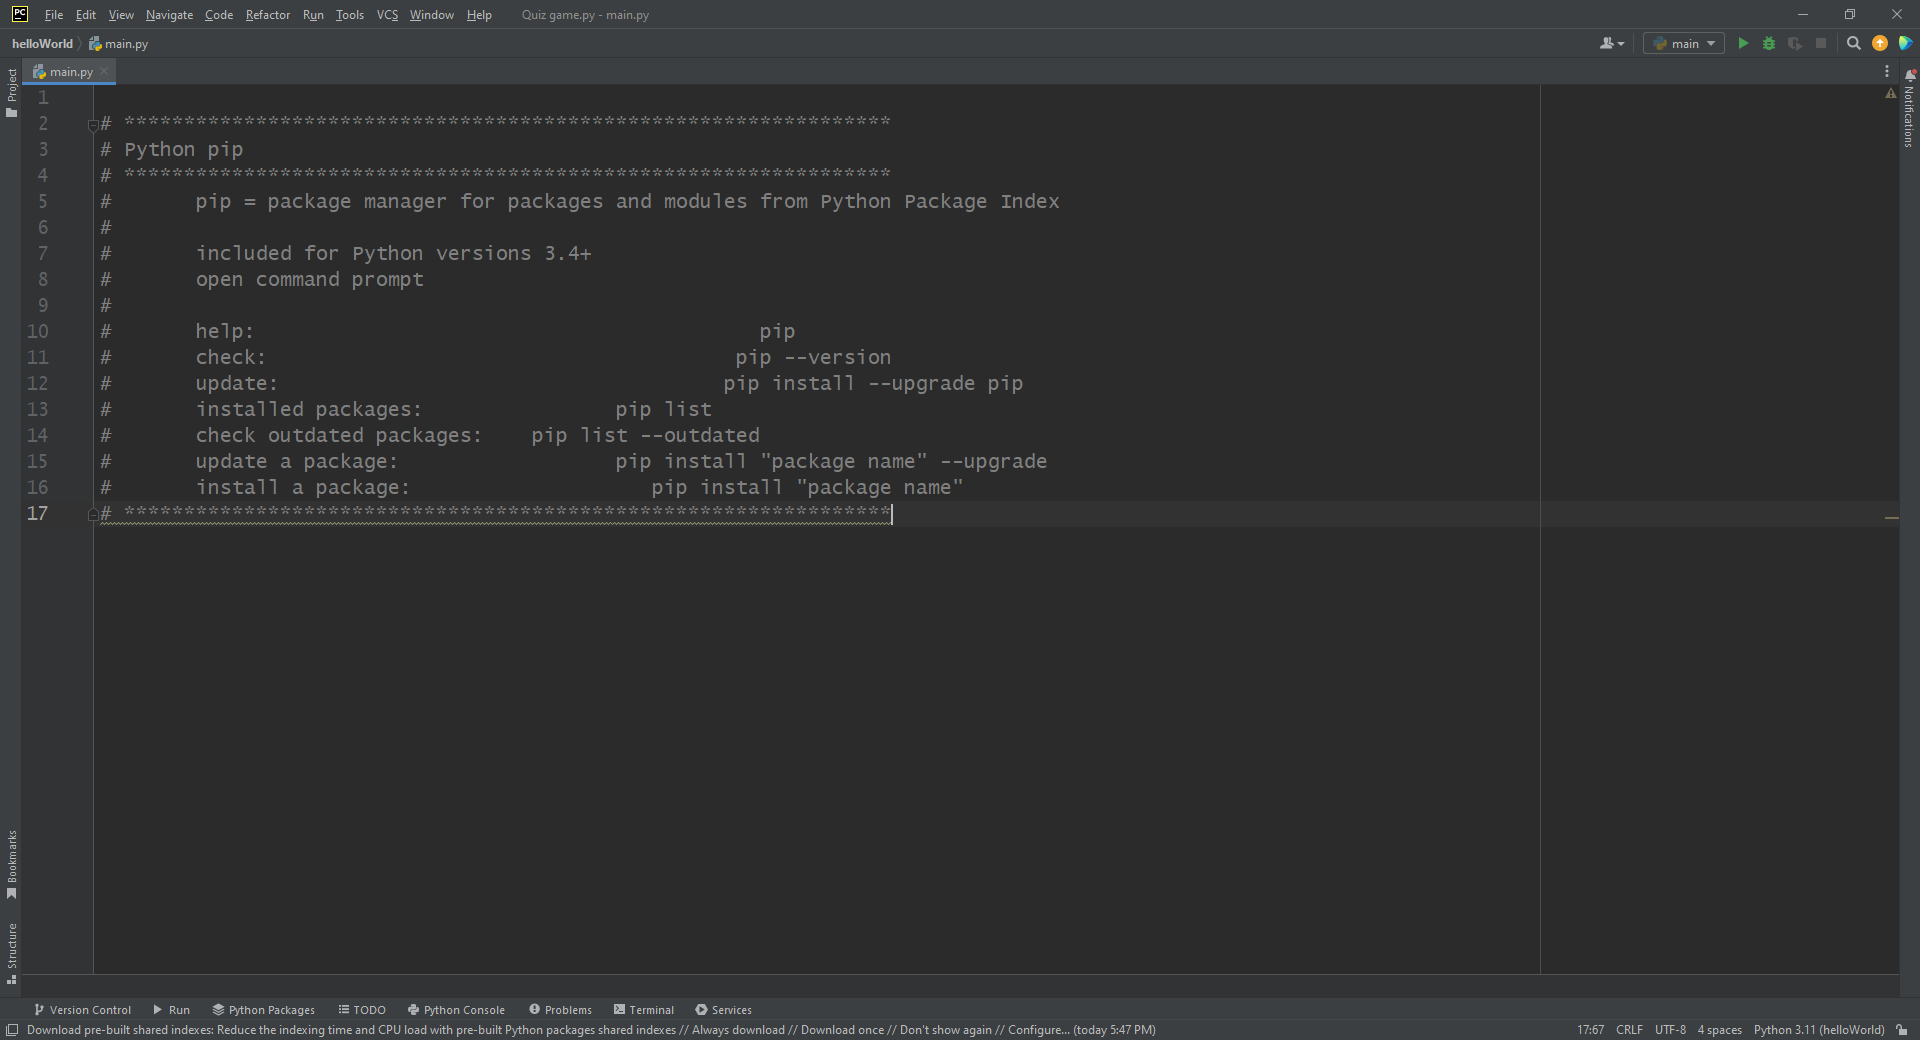 PC File Edit View Navigate Code Refactor Run Tools VCS Window Help Quiz game.py - main.py
helloWorld main.py main
main.py
Project
Notifications
1
2 # ****************************************************************
3 # Python pip
4 # ****************************************************************
5 # pip = package manager for packages and modules from Python Package Index
6 #
7 # included for Python versions 3.4+
8 # open command prompt
9 #
10 # help: pip
11 # check: pip --version
12 # update: pip install --upgrade pip
13 # installed packages: pip list
14 # check outdated packages: pip list --outdated
15 # update a package: pip install "package name" --upgrade
16 # install a package: pip install "package name"
17 # ****************************************************************
Bookmarks
Structure
Version Control Run Python Packages TODO Python Console Problems Terminal Services
Download pre-built shared indexes: Reduce the indexing time and CPU load with pre-built Python packages shared indexes // Always download // Download once // Don't show again // Configure... (today 5:47 PM) 17:67 CRLF UTF-8 4 spaces Python 3.11 (helloWorld)